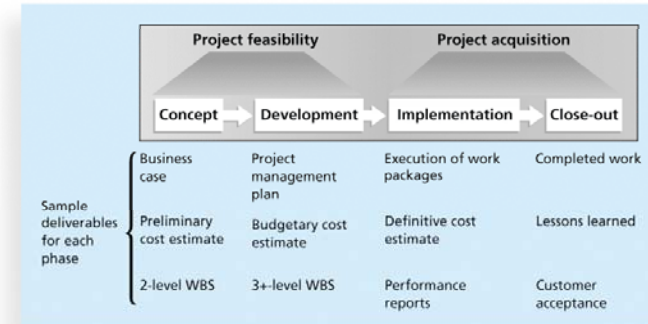 Project feasibility Project acquisition
Concept Development Implementation Close-out
Sample
deliverables
for each
phase
Business
case
Project
management
plan
Execution of work
packages
Completed work
Preliminary
cost estimate
Budgetary cost
estimate
Definitive cost
estimate
Lessons learned
2-level WBS
3+-level WBS
Performance
reports
Customer
acceptance